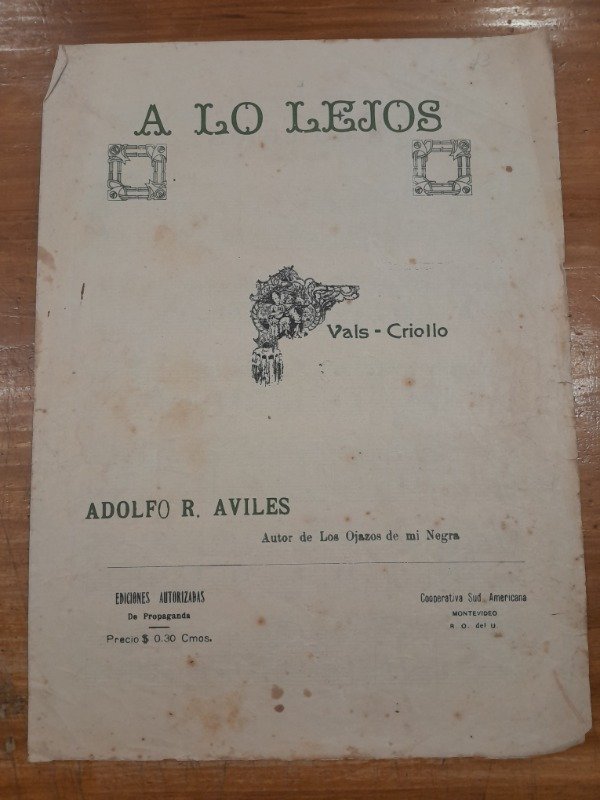 A LO LEJOS
Vals - Criollo
ADOLFO R. AVILES
Autor de Los Ojazos de mi Negra
EDICIONES AUTORIZADAS
De Propaganda
Precio $ 0.30 Cmos.
Cooperativa Sud Americana
MONTEVIDEO
R. O. del U.